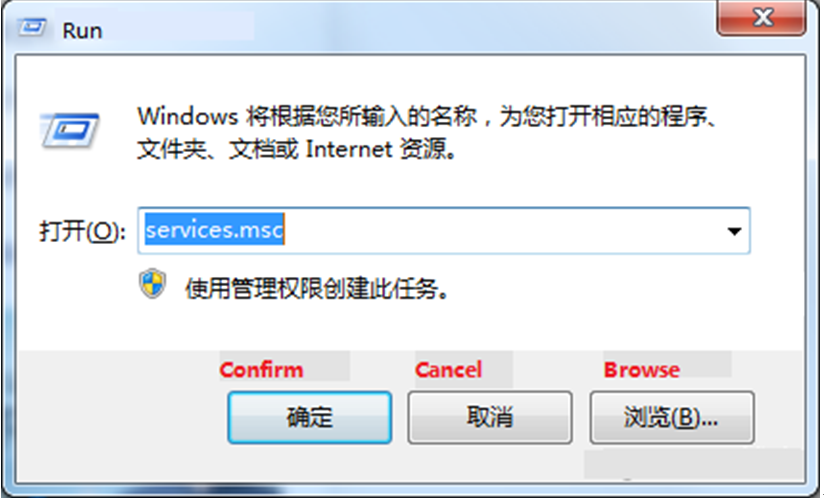 Run
Windows 将根据您所输入的名称，为您打开相应的程序、
文件夹、文档或 Internet 资源。
打开(O): services.msc
使用管理权限创建此任务。
Confirm Cancel Browse
确定 取消 浏览(B)...